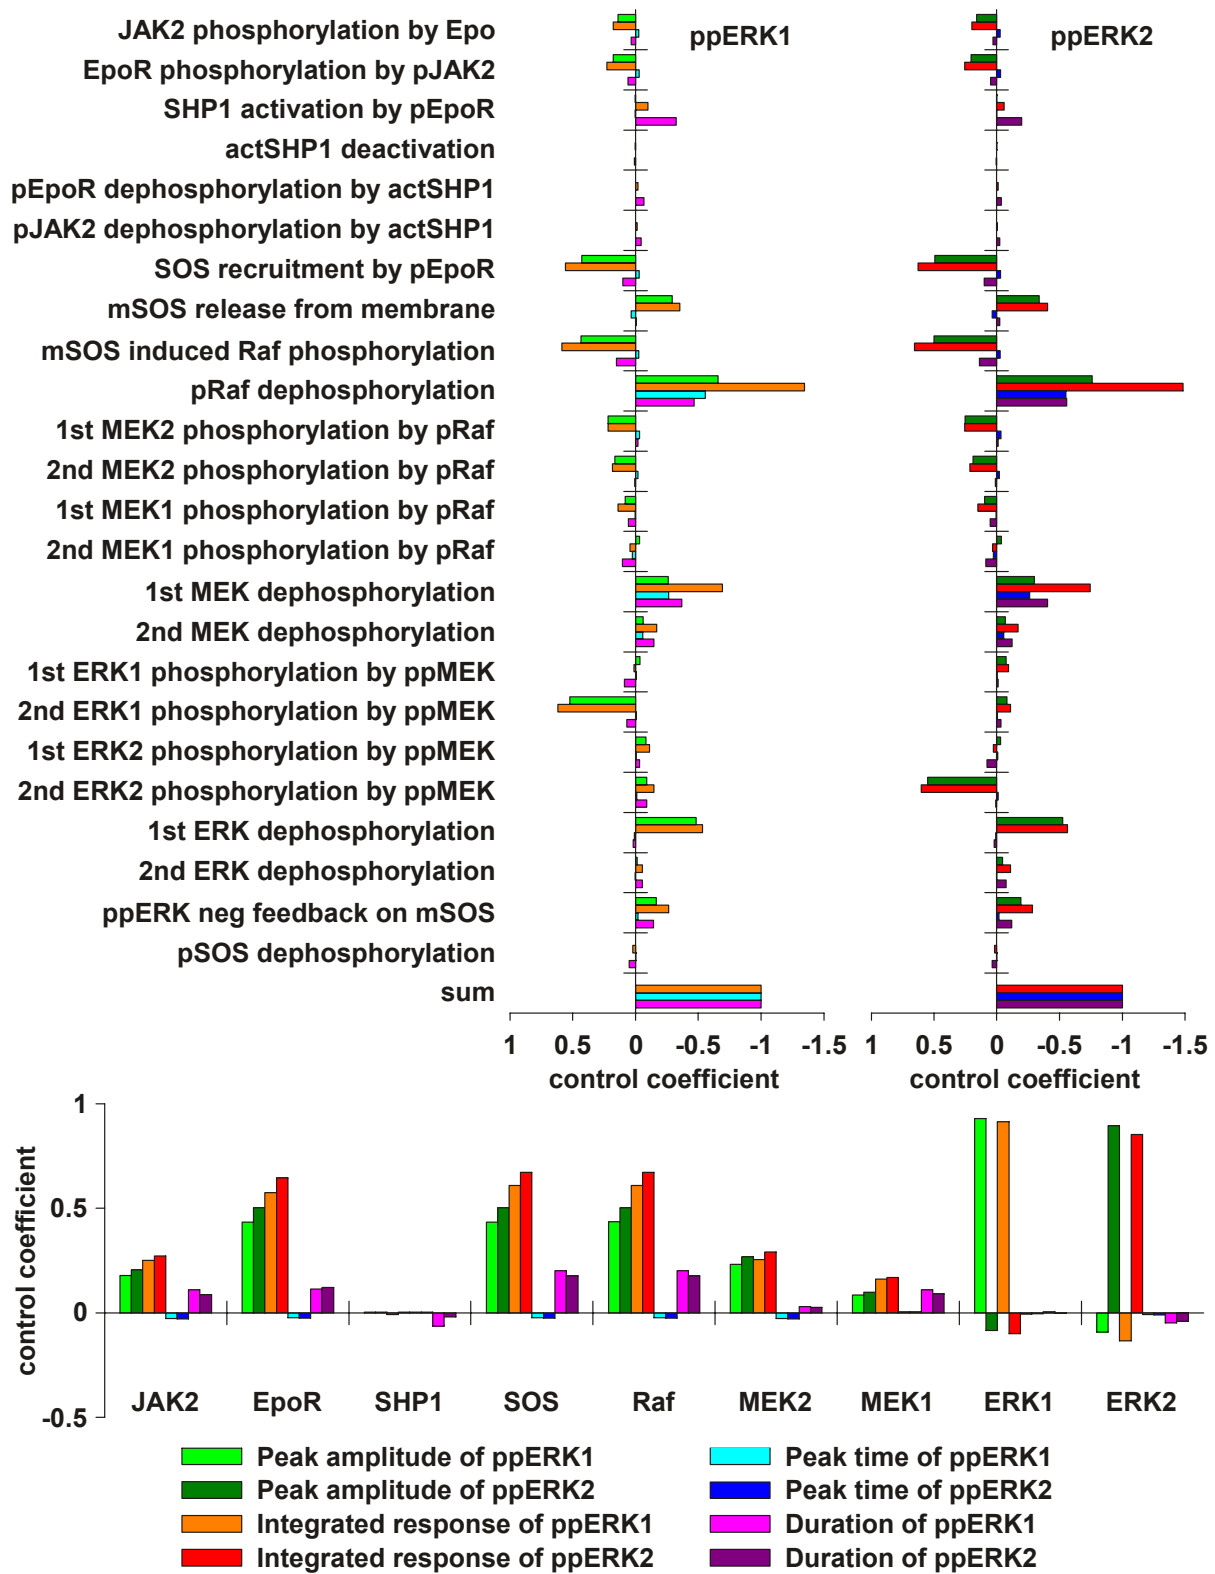 JAK2 phosphorylation by Epo
ppERK1
ppERK2
EpoR phosphorylation by pJAK2
SHP1 activation by pEpoR
actSHP1 deactivation
pEpoR dephosphorylation by actSHP1
pJAK2 dephosphorylation by actSHP1
SOS recruitment by pEpoR
mSOS release from membrane
mSOS induced Raf phosphorylation
pRaf dephosphorylation
1st MEK2 phosphorylation by pRaf
2nd MEK2 phosphorylation by pRaf
1st MEK1 phosphorylation by pRaf
2nd MEK1 phosphorylation by pRaf
1st MEK dephosphorylation
2nd MEK dephosphorylation
1st ERK1 phosphorylation by ppMEK
2nd ERK1 phosphorylation by ppMEK
1st ERK2 phosphorylation by ppMEK
2nd ERK2 phosphorylation by ppMEK
1st ERK dephosphorylation
2nd ERK dephosphorylation
ppERK neg feedback on mSOS
pSOS dephosphorylation
sum
1 0.5 0 -0.5 -1 -1.5
1 0.5 0 -0.5 -1 -1.5
control coefficient
control coefficient
control coefficient
1
0.5
0
-0.5
JAK2 EpoR SHP1 SOS Raf MEK2 MEK1 ERK1 ERK2
Peak amplitude of ppERK1
Peak amplitude of ppERK2
Integrated response of ppERK1
Integrated response of ppERK2
Peak time of ppERK1
Peak time of ppERK2
Duration of ppERK1
Duration of ppERK2